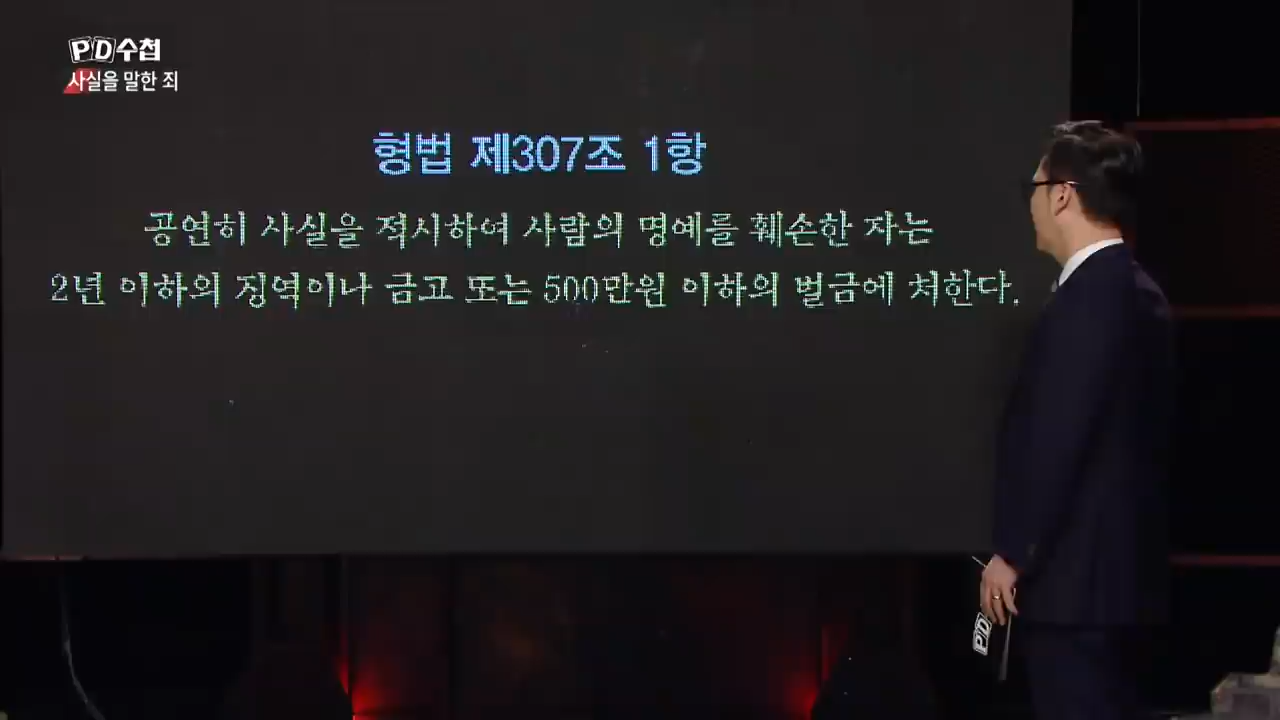 PD수첩
사실을 말한 죄
형법 제307조 1항
공연히 사실을 적시하여 사람의 명예를 훼손한 자는
2년 이하의 징역이나 금고 또는 500만원 이하의 벌금에 처한다.
PD